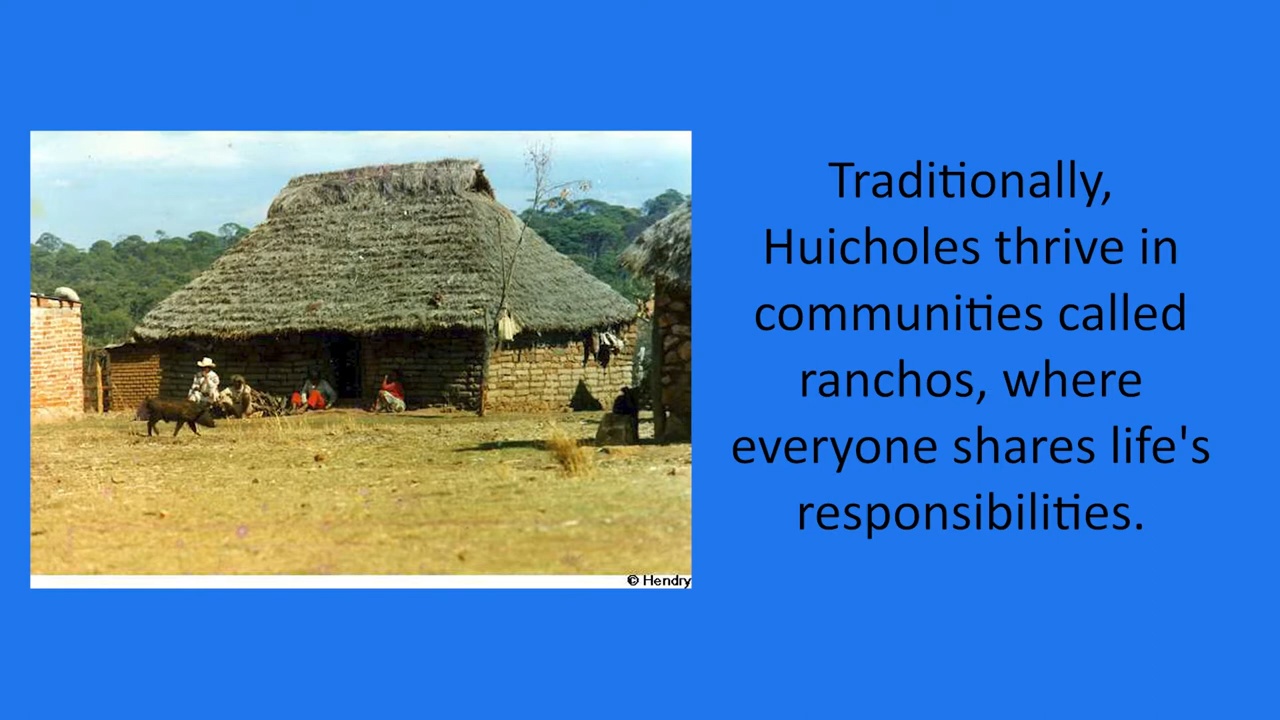 Traditionally,
Huicholes thrive in
communities called
ranchos, where
everyone shares life's
responsibilities.
© Hendry